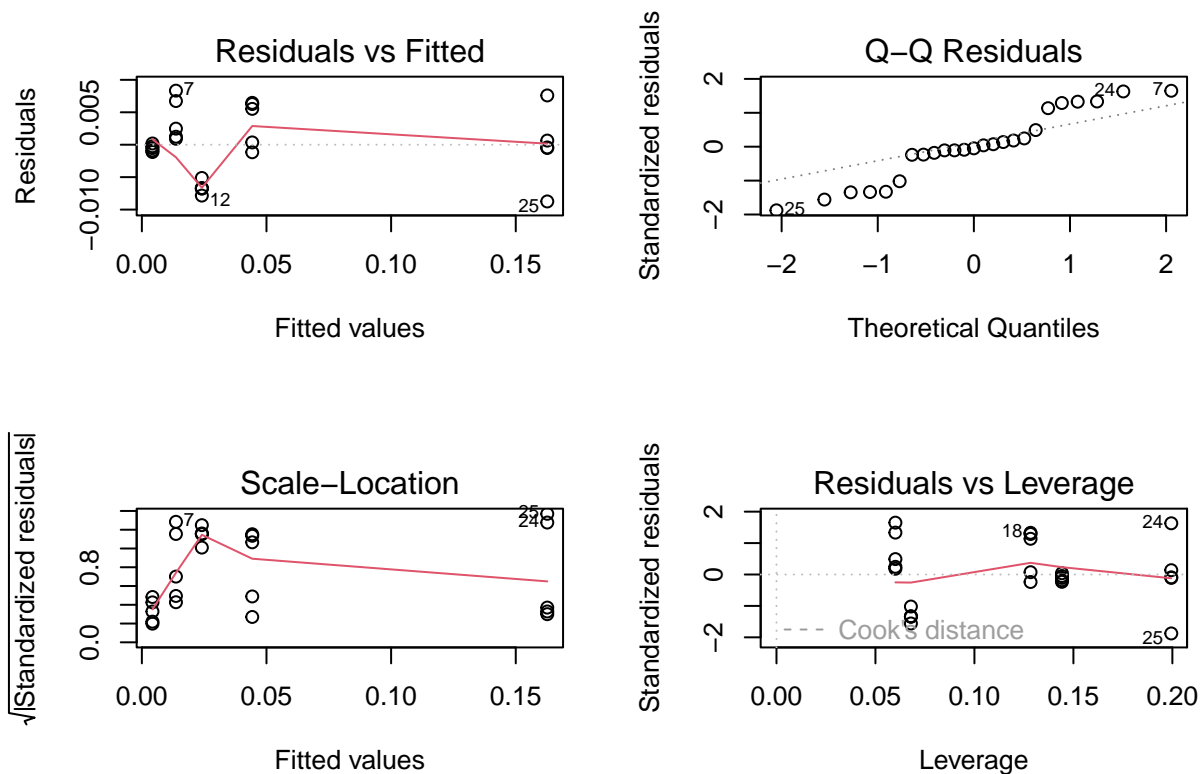 Residuals vs Fitted
Residuals
0.005
−0.010
7
12
25
0.00 0.05 0.10 0.15
Fitted values
Q−Q Residuals
Standardized residuals
2
0
−2
24
7
25
−2 −1 0 1 2
Theoretical Quantiles
Scale−Location
√|Standardized residuals|
0.8
0.0
7
25
24
0.00 0.05 0.10 0.15
Fitted values
Residuals vs Leverage
Standardized residuals
2
0
−2
18
24
25
Cook's distance
0.00 0.05 0.10 0.15 0.20
Leverage